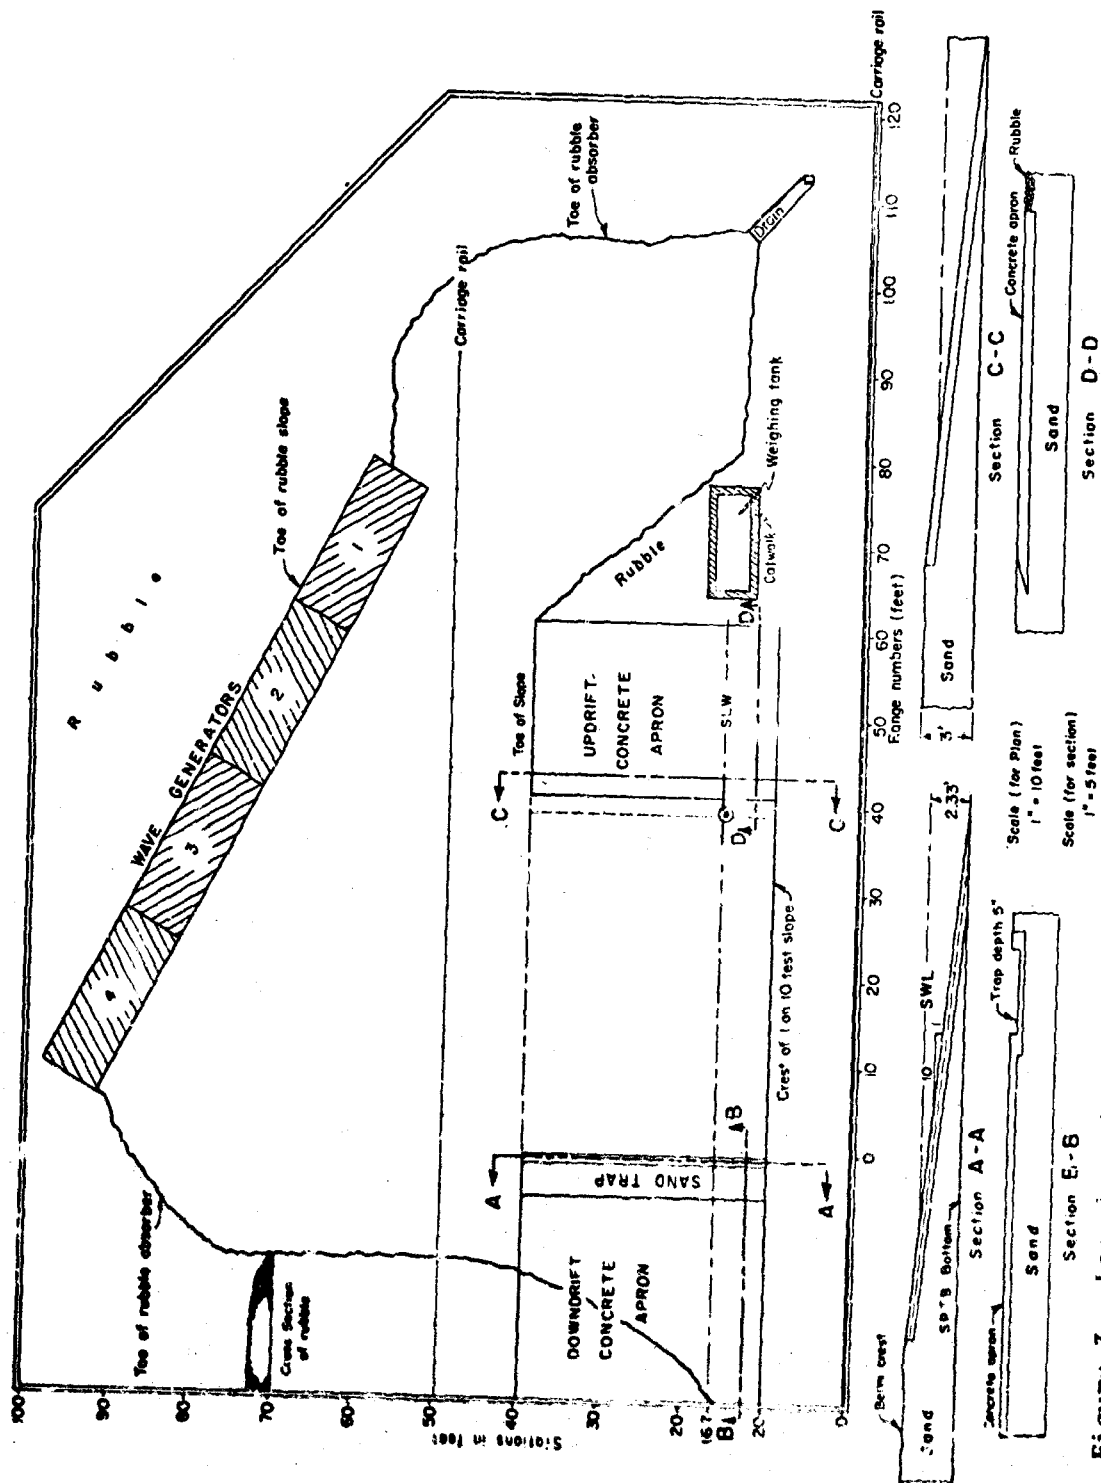 100
90
80
70
60
50
40
30
20
16.7
20
0
Stations in feet
Rubble
WAVE GENERATORS
4
3
2
1
Toe of rubble slope
Toe of rubble absorber
Toe of rubble absorber
Cross Section
of rubble
Carriage rail
Carriage rail
Drain
Toe of Slope
Rubble
UPDRIFT
CONCRETE
APRON
DOWNDRIFT
CONCRETE
APRON
SAND TRAP
SLW
Weighing tank
Catwalk
Crest of 1 on 10 test slope
A
A
B
B
C
C
D
D
0
10
20
30
40
50
60
70
80
90
100
110
120
Range numbers (feet)
Berm crest
Sand
SPTB Bottom
10
SWL
2.33'
Section A-A
3'
Sand
Section C-C
Concrete apron
Trap depth 5"
Sand
Section B-B
Scale (for Plan)
1" = 10 feet
Scale (for section)
1" = 5 feet
Concrete apron
Rubble
Sand
Section D-D